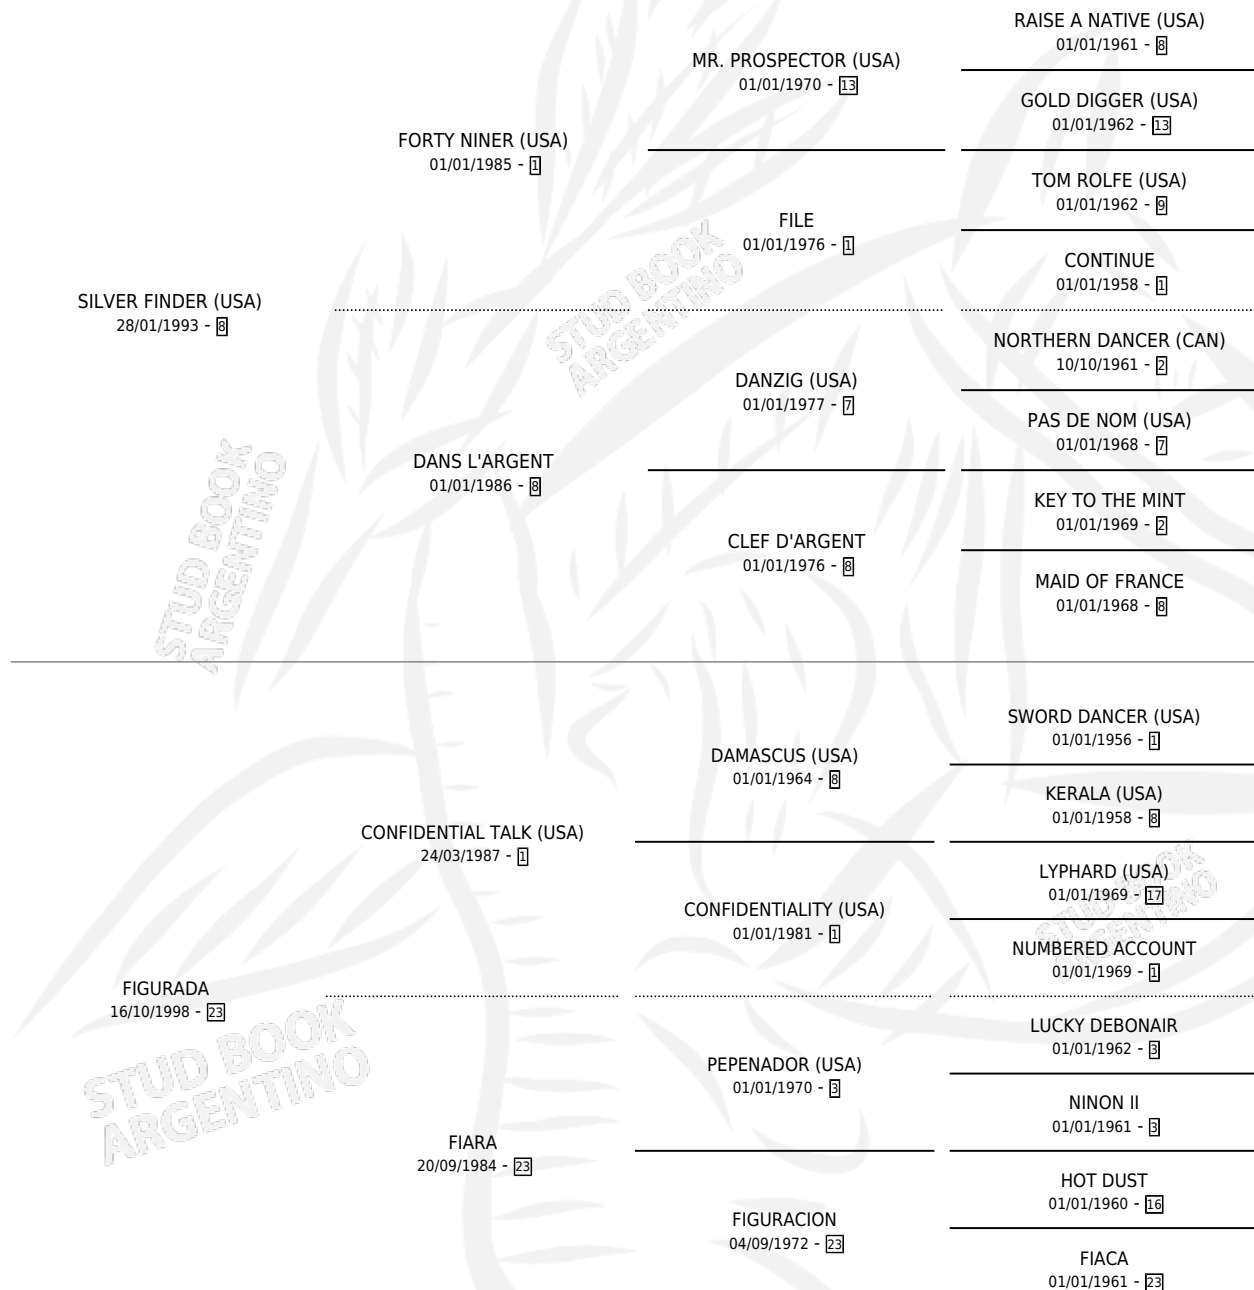 RAISE A NATIVE (USA)
01/01/1961 - 8
MR. PROSPECTOR (USA)
01/01/1970 - 13
GOLD DIGGER (USA)
01/01/1962 - 13
FORTY NINER (USA)
01/01/1985 - 1
TOM ROLFE (USA)
01/01/1962 - 9
FILE
01/01/1976 - 1
CONTINUE
01/01/1958 - 1
SILVER FINDER (USA)
28/01/1993 - 8
NORTHERN DANCER (CAN)
10/10/1961 - 2
DANZIG (USA)
01/01/1977 - 7
PAS DE NOM (USA)
01/01/1968 - 7
DANS L'ARGENT
01/01/1986 - 8
KEY TO THE MINT
01/01/1969 - 2
CLEF D'ARGENT
01/01/1976 - 8
MAID OF FRANCE
01/01/1968 - 8
SWORD DANCER (USA)
01/01/1956 - 1
DAMASCUS (USA)
01/01/1964 - 8
KERALA (USA)
01/01/1958 - 8
CONFIDENTIAL TALK (USA)
24/03/1987 - 1
LYPHARD (USA)
01/01/1969 - 17
CONFIDENTIALITY (USA)
01/01/1981 - 1
NUMBERED ACCOUNT
01/01/1969 - 1
FIGURADA
16/10/1998 - 23
LUCKY DEBONAIR
01/01/1962 - 3
PEPENADOR (USA)
01/01/1970 - 3
NINON II
01/01/1961 - 3
FIARA
20/09/1984 - 23
HOT DUST
01/01/1960 - 16
FIGURACION
04/09/1972 - 23
FIACA
01/01/1961 - 23
STUD BOOK
ARGENTINO
STUD BOOK
ARGENTINO
STUD BOOK
ARGENTINO
STUD BOOK
ARGENTINO